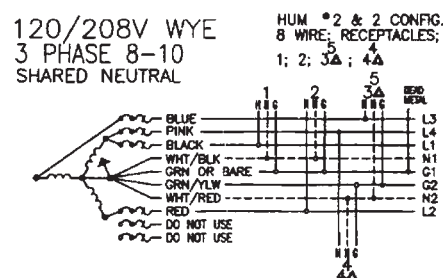 120/208V WYE
3 PHASE 8-10
SHARED NEUTRAL
HUM *2 & 2 CONFIG.
8 WIRE; RECEPTACLES;
5 4
1; 2; 3Δ; 4Δ
5
1 2 3Δ DEAD
H N G H N G H N G METAL
BLUE L3
PINK L4
BLACK L1
WHT/BLK N1
GRN OR BARE G1
GRN/YLW G2
WHT/RED N2
RED L2
DO NOT USE
DO NOT USE
H N G
4
4Δ